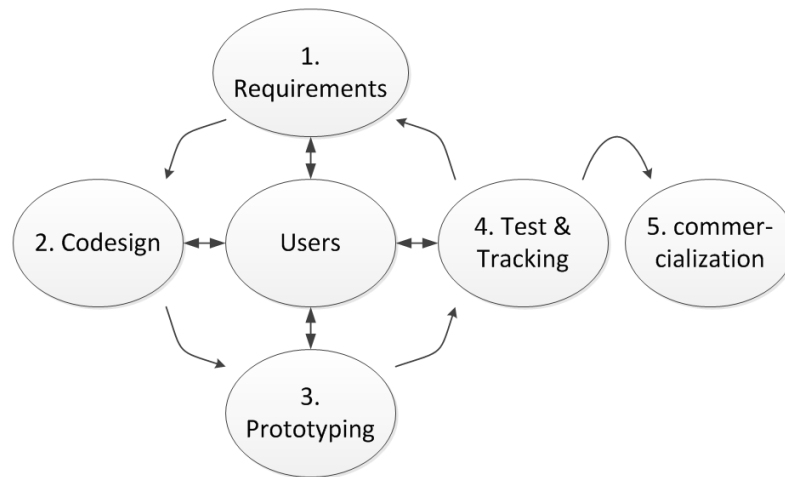 1.
Requirements
2. Codesign
Users
4. Test &
Tracking
5. commer-
cialization
3.
Prototyping